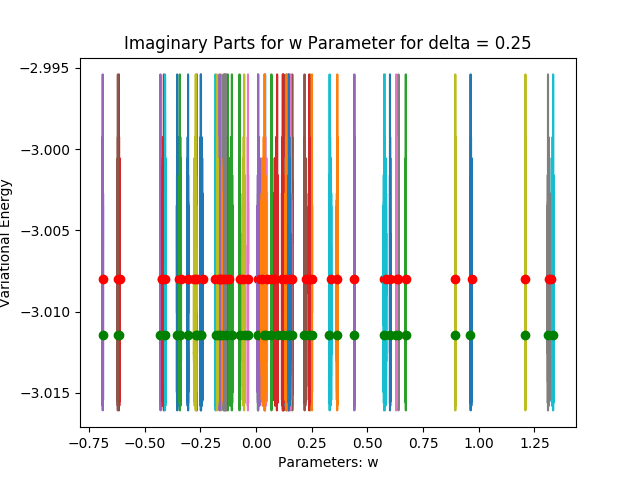 Imaginary Parts for w Parameter for delta = 0.25
Variational Energy
−2.995
−3.000
−3.005
−3.010
−3.015
−0.75 −0.50 −0.25 0.00 0.25 0.50 0.75 1.00 1.25
Parameters: w